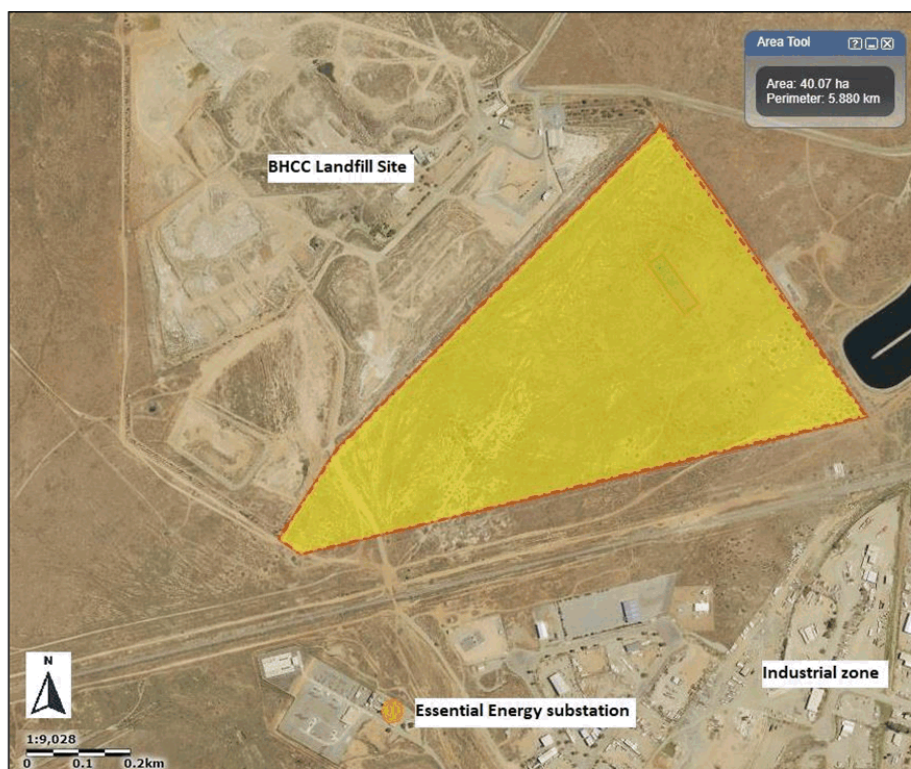 Area Tool
Area: 40.07 ha
Perimeter: 5.880 km
BHCC Landfill Site
Industrial zone
Essential Energy substation
N
1:9,028
0 0.1 0.2km